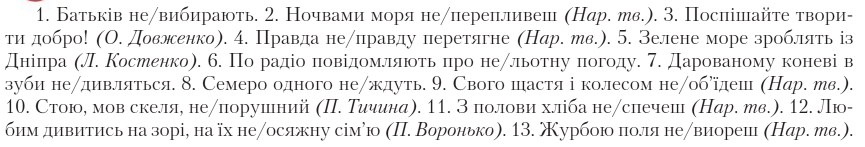 1. Батьків не/вибирають. 2. Ночвами моря не/перепливеш (Нар. тв.). 3. Поспішайте твори-
ти добро! (О. Довженко). 4. Правда не/правду перетягне (Нар. тв.). 5. Зелене море зроблять із
Дніпра (Л. Костенко). 6. По радіо повідомляють про не/льотну погоду. 7. Дарованому коневі в
зуби не/дивляться. 8. Семеро одного не/ждуть. 9. Свого щастя і колесом не/об’їдеш (Нар. тв.).
10. Стою, мов скеля, не/порушний (П. Тичина). 11. З полови хліба не/спечеш (Нар. тв.). 12. Лю-
бим дивитись на зорі, на їх не/осяжну сім’ю (П. Воронько). 13. Журбою поля не/виореш (Нар. тв.).